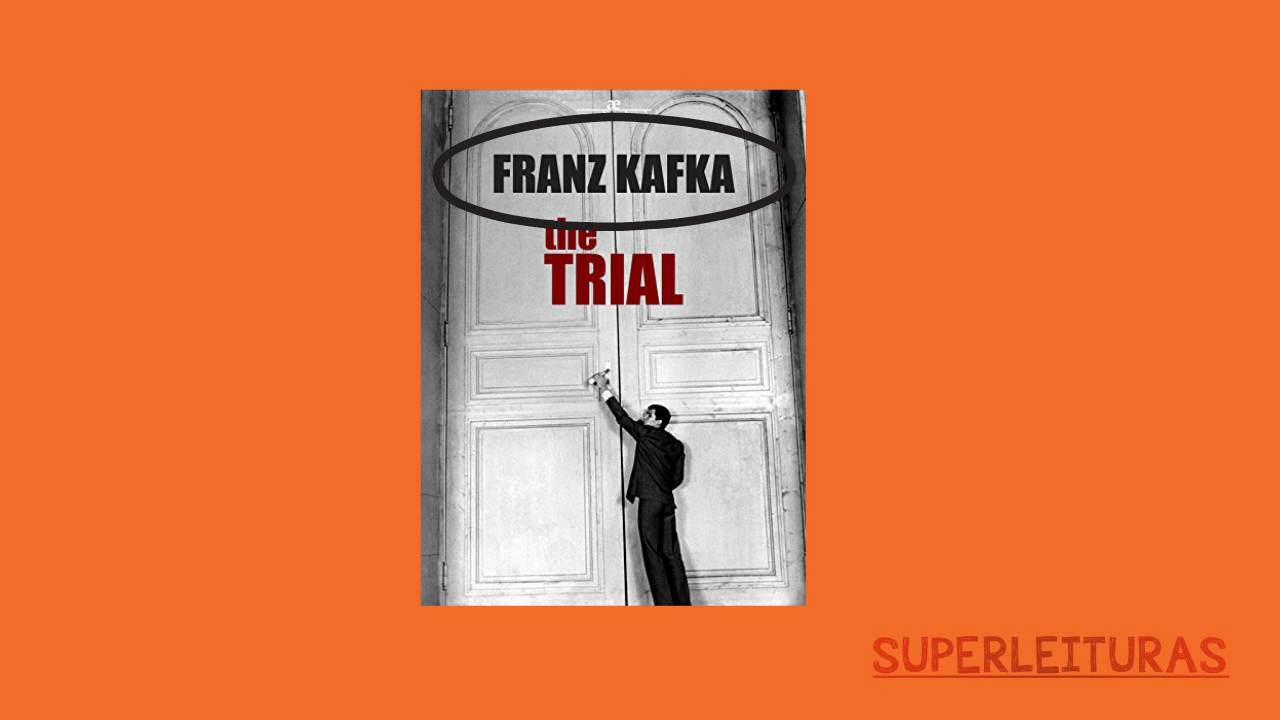 æ
FRANZ KAFKA
the
TRIAL
SUPERLEITURAS